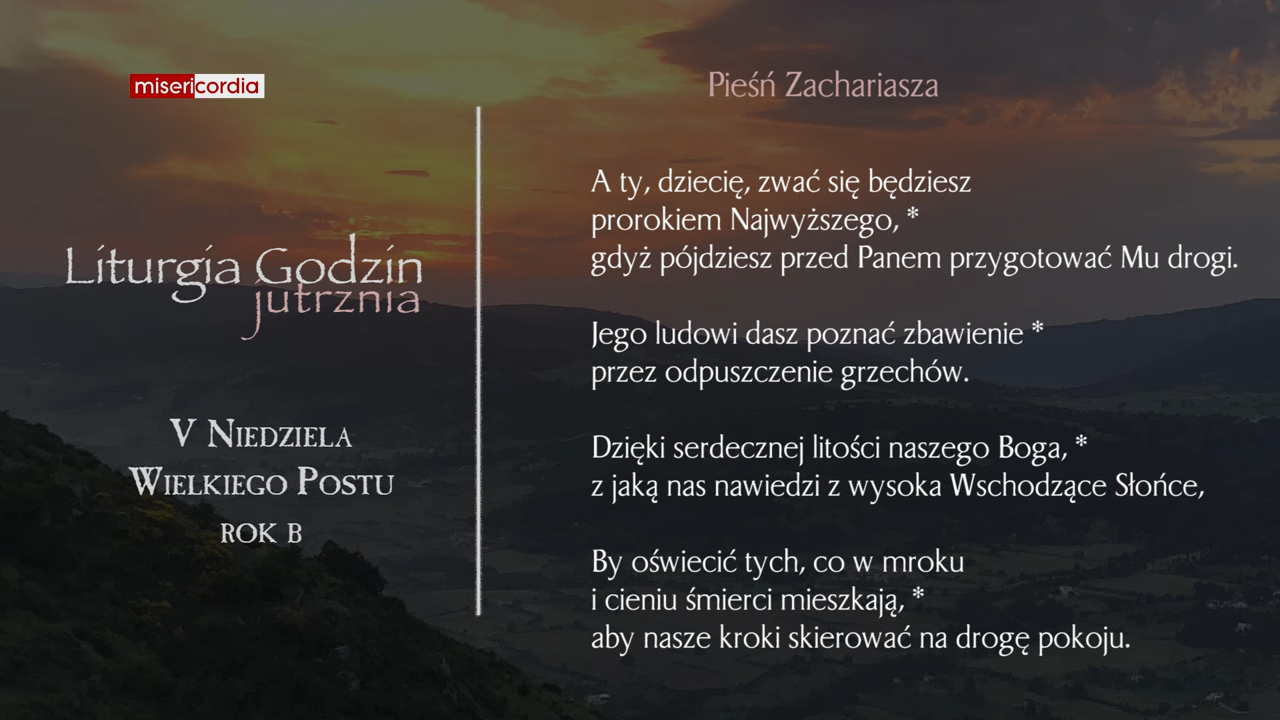 misericordia
Liturgia Godzin
jutrznia
V Niedziela
Wielkiego Postu
rok B
Pieśń Zachariasza
A ty, dziecię, zwać się będziesz
prorokiem Najwyższego, *
gdyż pójdziesz przed Panem przygotować Mu drogi.
Jego ludowi dasz poznać zbawienie *
przez odpuszczenie grzechów.
Dzięki serdecznej litości naszego Boga, *
z jaką nas nawiedzi z wysoka Wschodzące Słońce,
By oświecić tych, co w mroku
i cieniu śmierci mieszkają, *
aby nasze kroki skierować na drogę pokoju.